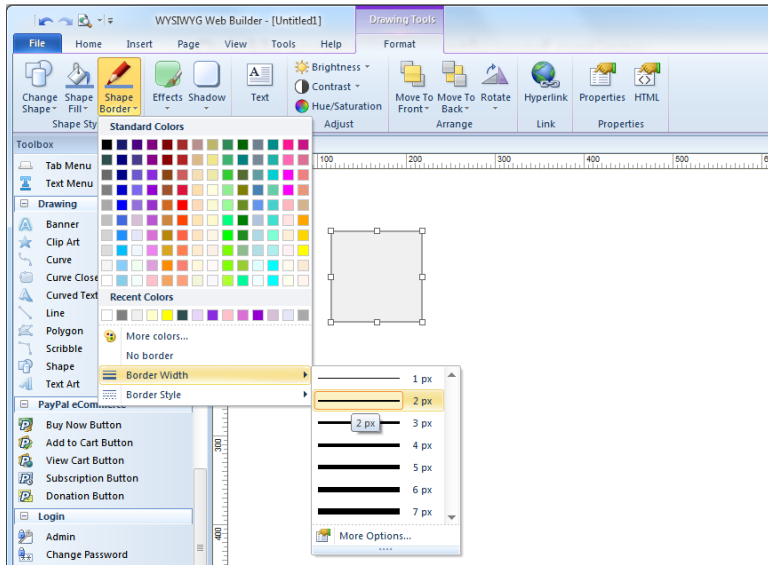 WYSIWYG Web Builder - [Untitled1]
Drawing Tools
File Home Insert Page View Tools Help Format
Change Shape
Shape Fill
Shape Border
Effects
Shadow
Text
Brightness
Contrast
Hue/Saturation
Move To Front
Move To Back
Rotate
Hyperlink
Properties
HTML
Shape Sty
Adjust
Arrange
Link
Properties
Toolbox
Tab Menu
Text Menu
Drawing
Banner
Clip Art
Curve
Curve Close
Curved Text
Line
Polygon
Scribble
Shape
Text Art
PayPal eCommerce
Buy Now Button
Add to Cart Button
View Cart Button
Subscription Button
Donation Button
Login
Admin
Change Password
Standard Colors
Recent Colors
More colors...
No border
Border Width
Border Style
100 200 300 400 500 6
300
400
1 px
2 px
2 px
3 px
4 px
5 px
6 px
7 px
More Options...